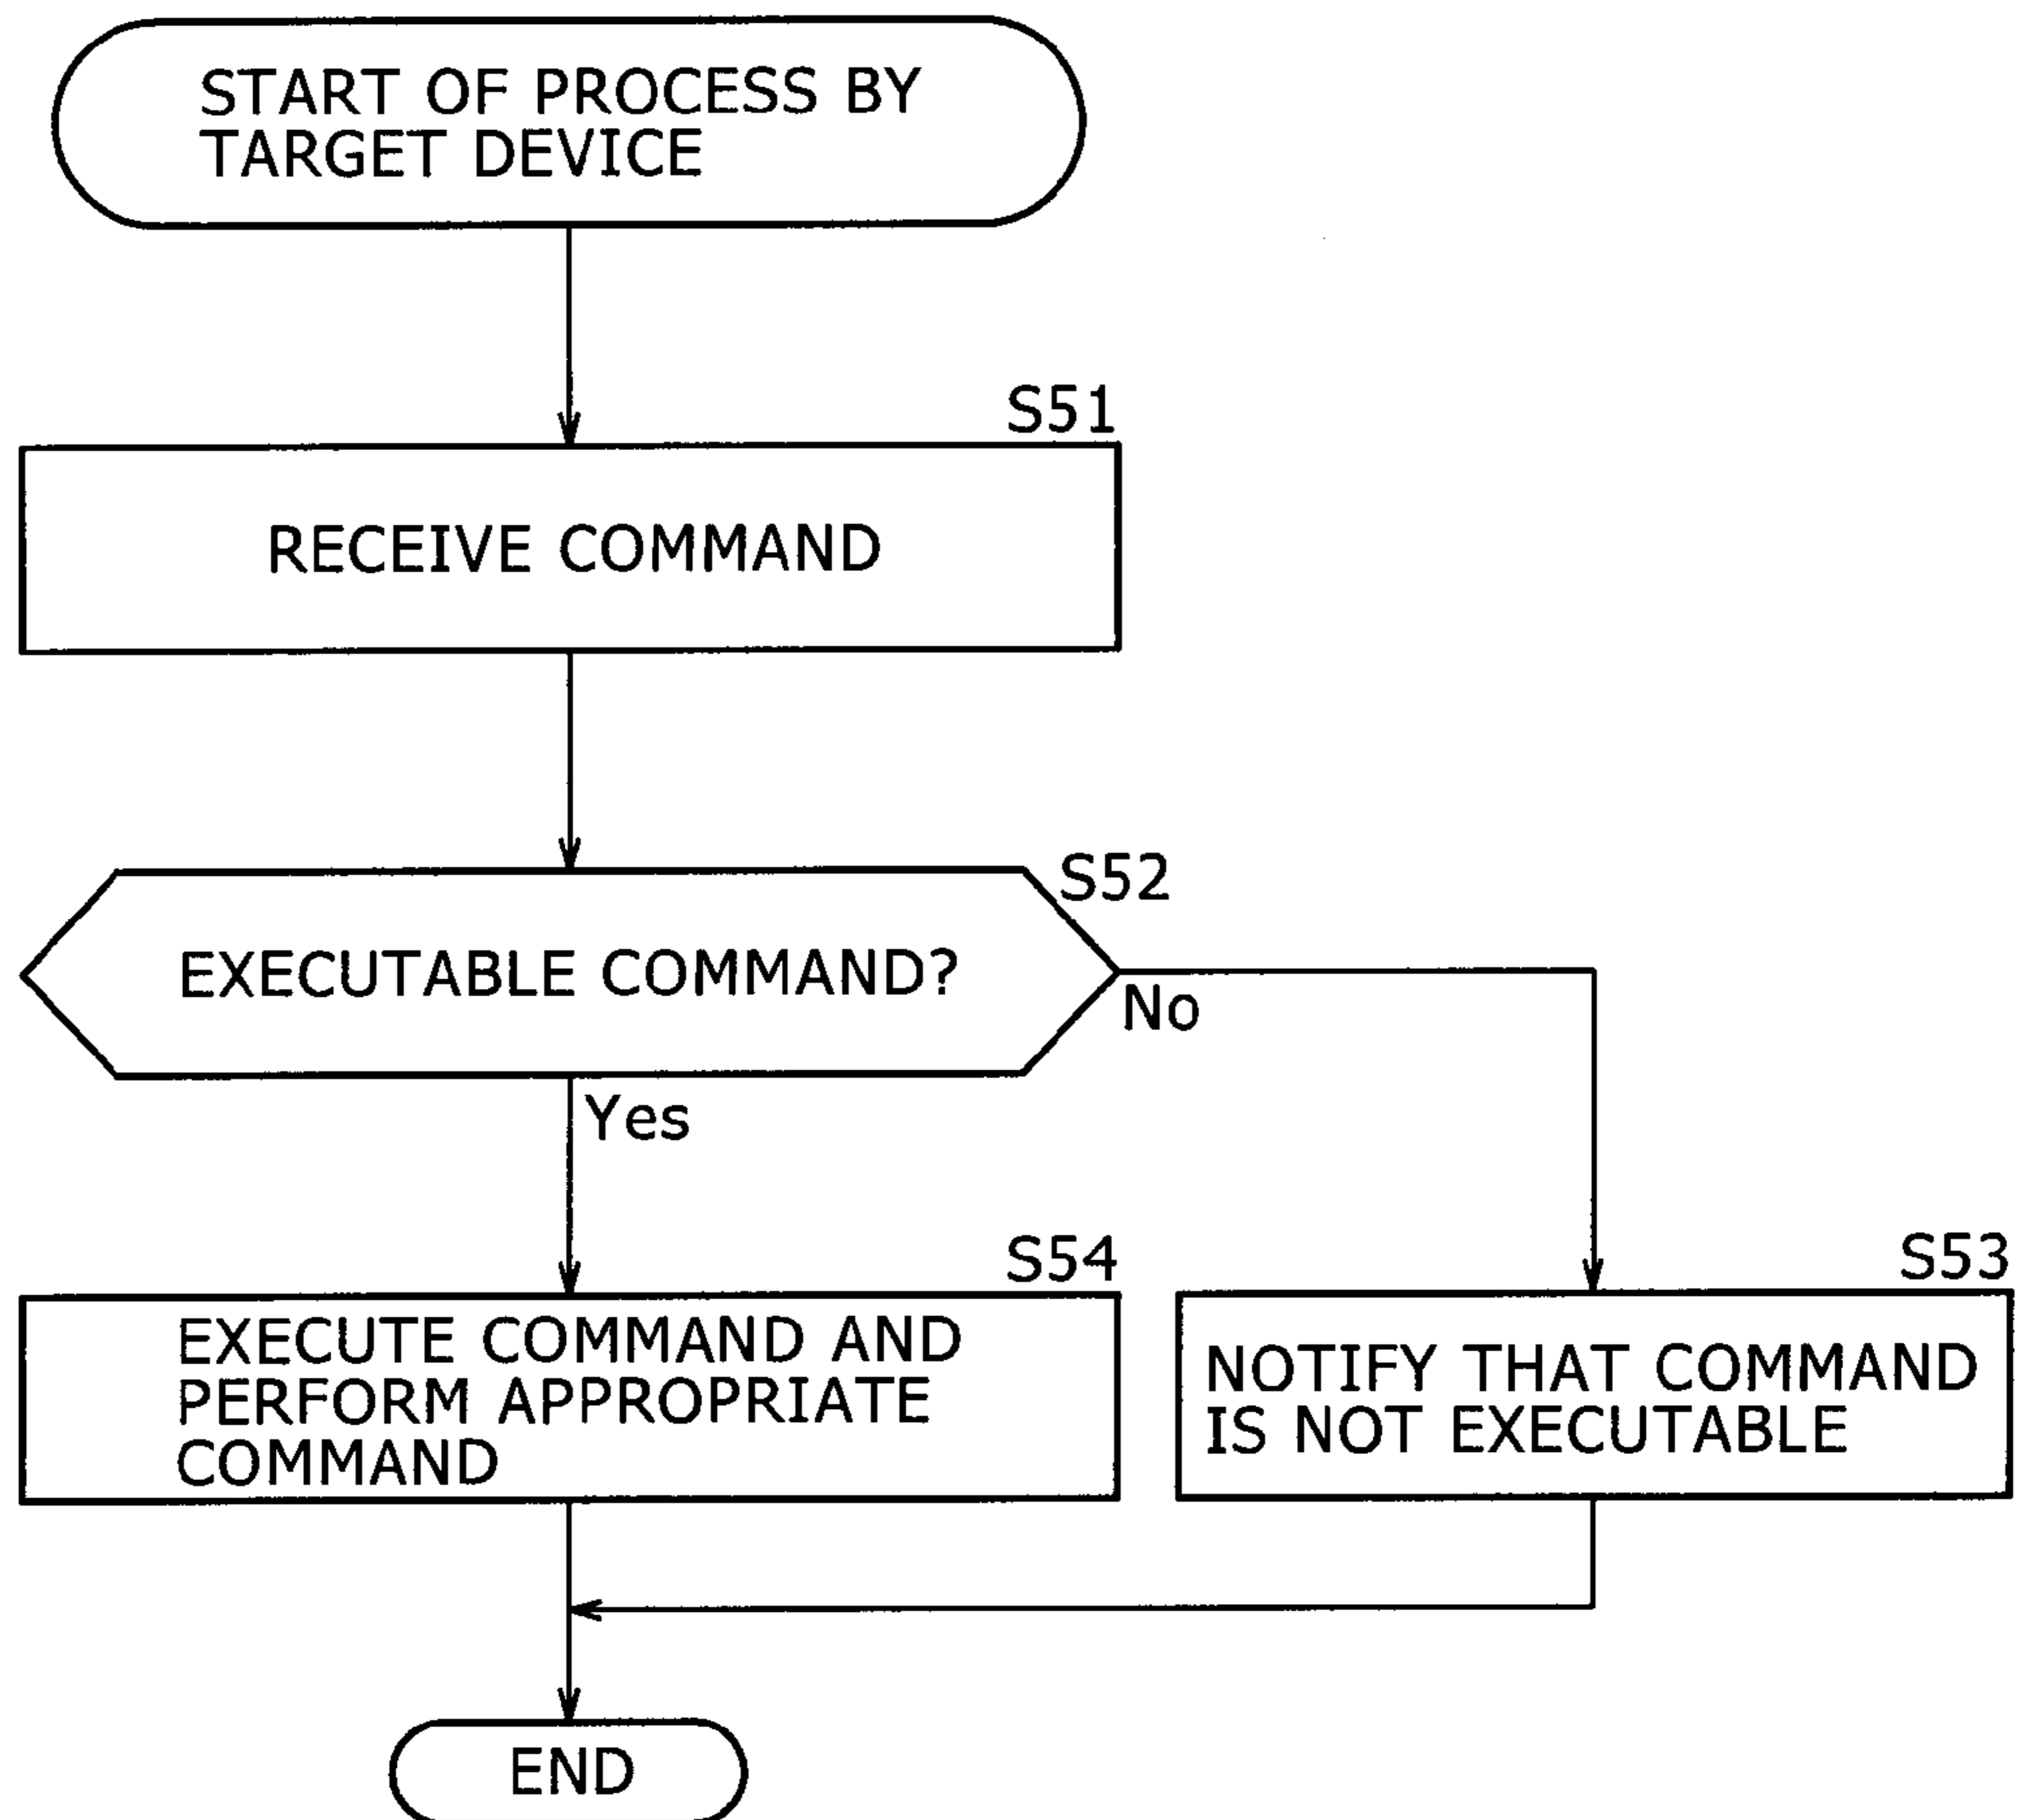 START OF PROCESS BY
TARGET DEVICE
S51
RECEIVE COMMAND
S52
EXECUTABLE COMMAND?
No
Yes
S54
EXECUTE COMMAND AND
PERFORM APPROPRIATE
COMMAND
S53
NOTIFY THAT COMMAND
IS NOT EXECUTABLE
END